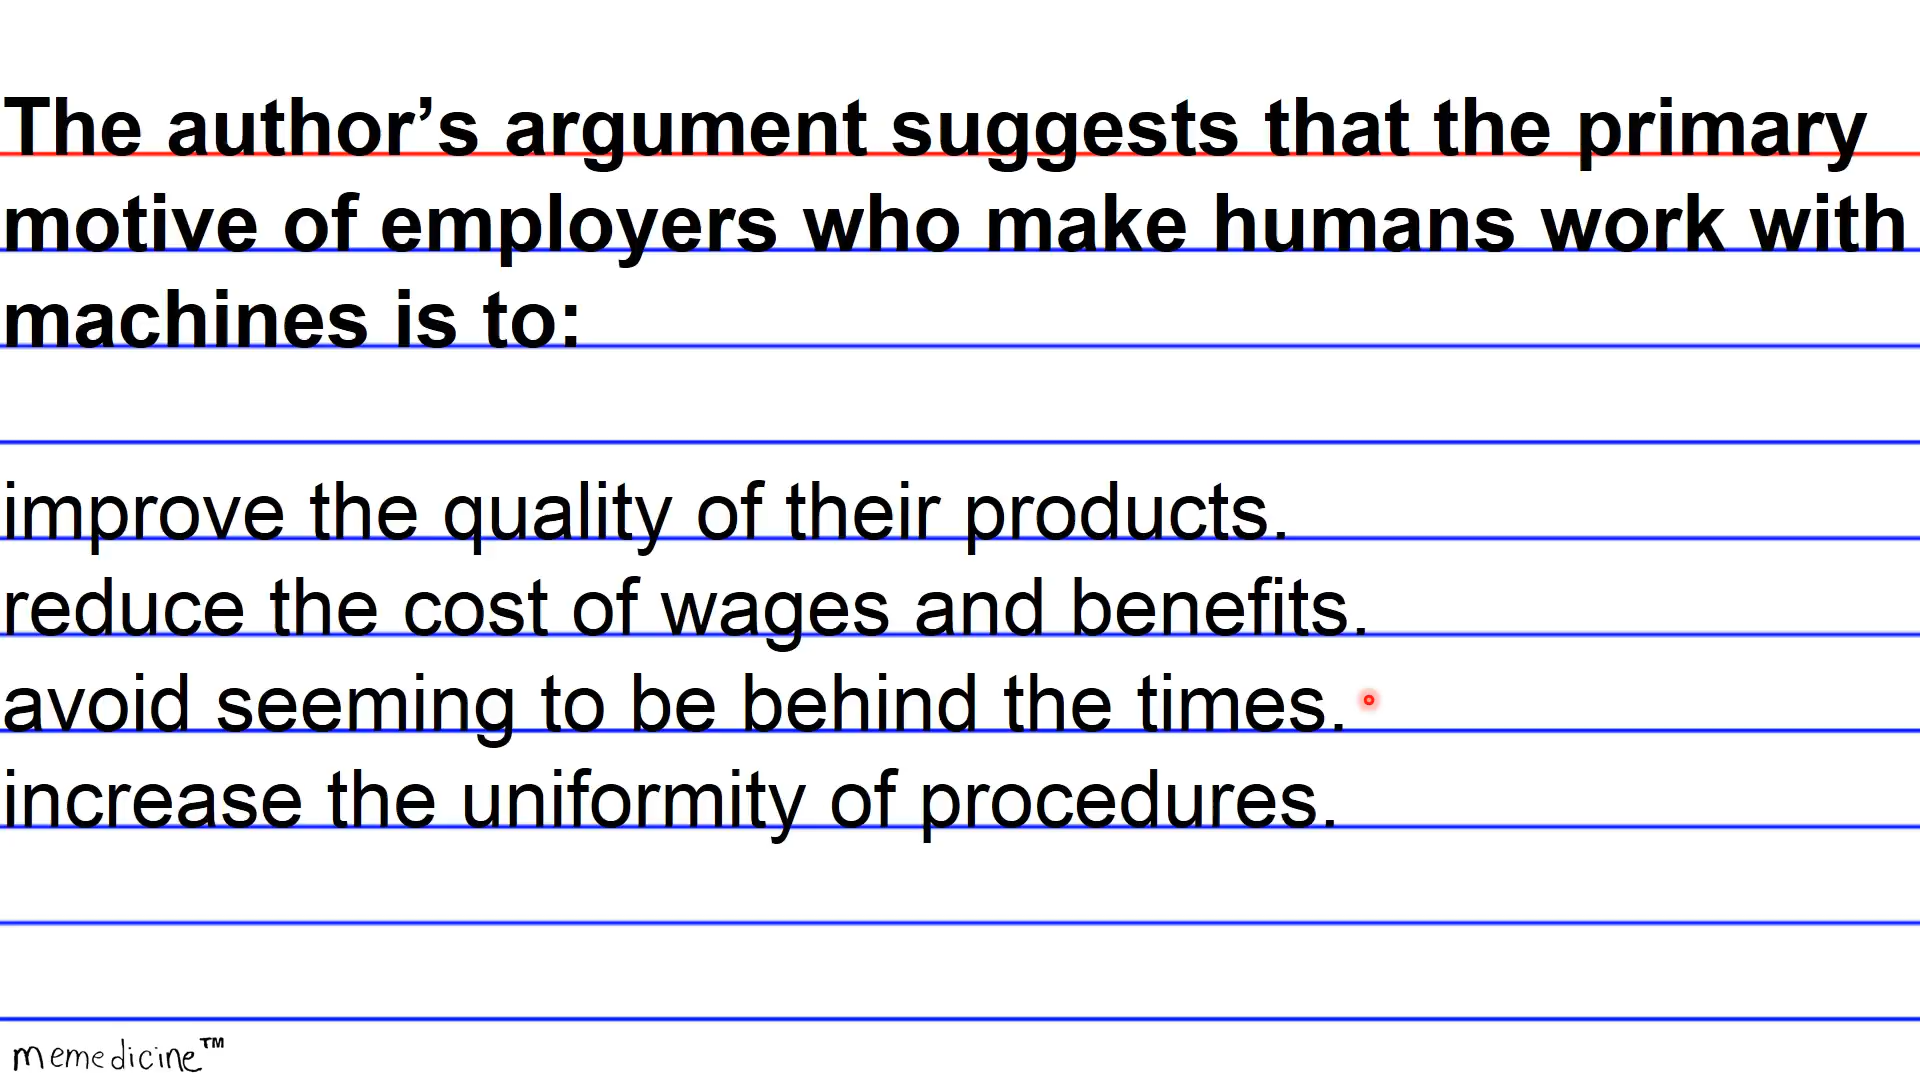 The author’s argument suggests that the primary
motive of employers who make humans work with
machines is to:
improve the quality of their products.
reduce the cost of wages and benefits.
avoid seeming to be behind the times.
increase the uniformity of procedures.
memedicine™